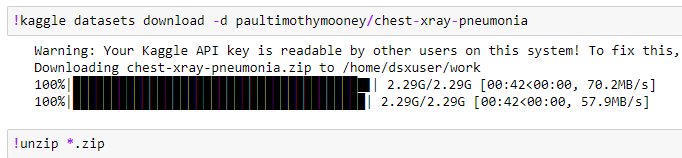 !kaggle datasets download -d paultimothymooney/chest-xray-pneumonia
Warning: Your Kaggle API key is readable by other users on this system! To fix this,
Downloading chest-xray-pneumonia.zip to /home/dsxuser/work
100%| | 2.29G/2.29G [00:42<00:00, 70.2MB/s]
100%| | 2.29G/2.29G [00:42<00:00, 57.9MB/s]
!unzip *.zip